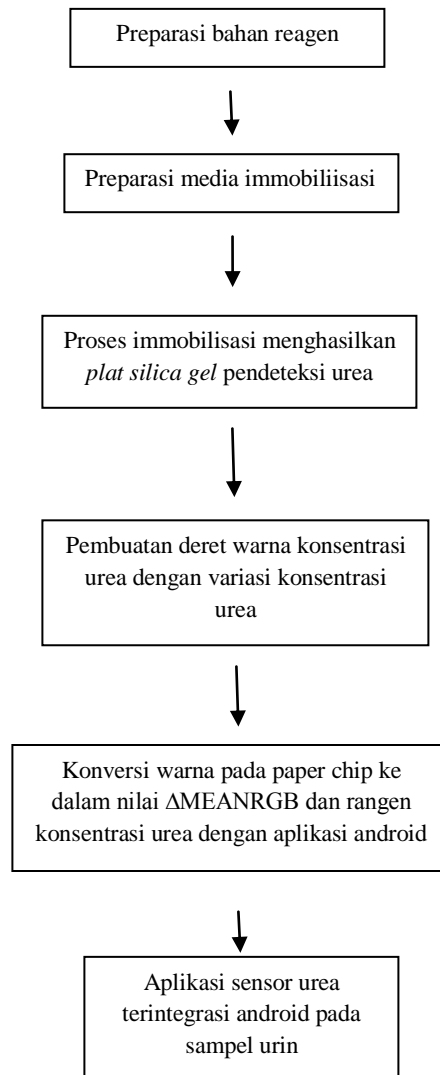 Preparasi bahan reagen
Preparasi media immobiliisasi
Proses immobilisasi menghasilkan
plat silica gel pendeteksi urea
Pembuatan deret warna konsentrasi
urea dengan variasi konsentrasi
urea
Konversi warna pada paper chip ke
dalam nilai ΔMEANRGB dan rangen
konsentrasi urea dengan aplikasi android
Aplikasi sensor urea
terintegrasi android pada
sampel urin